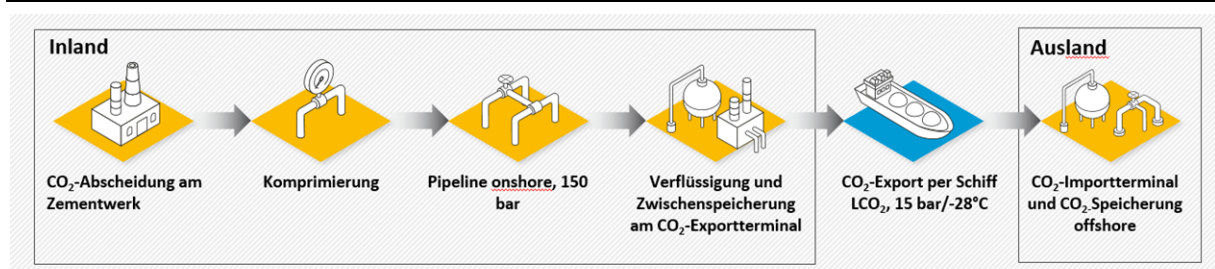 Inland
Ausland
CO₂-Abscheidung am
Zementwerk
Komprimierung
Pipeline onshore, 150
bar
Verflüssigung und
Zwischenspeicherung
am CO₂-Exportterminal
CO₂-Export per Schiff
LCO₂, 15 bar/-28°C
CO₂-Importterminal
und CO₂-Speicherung
offshore